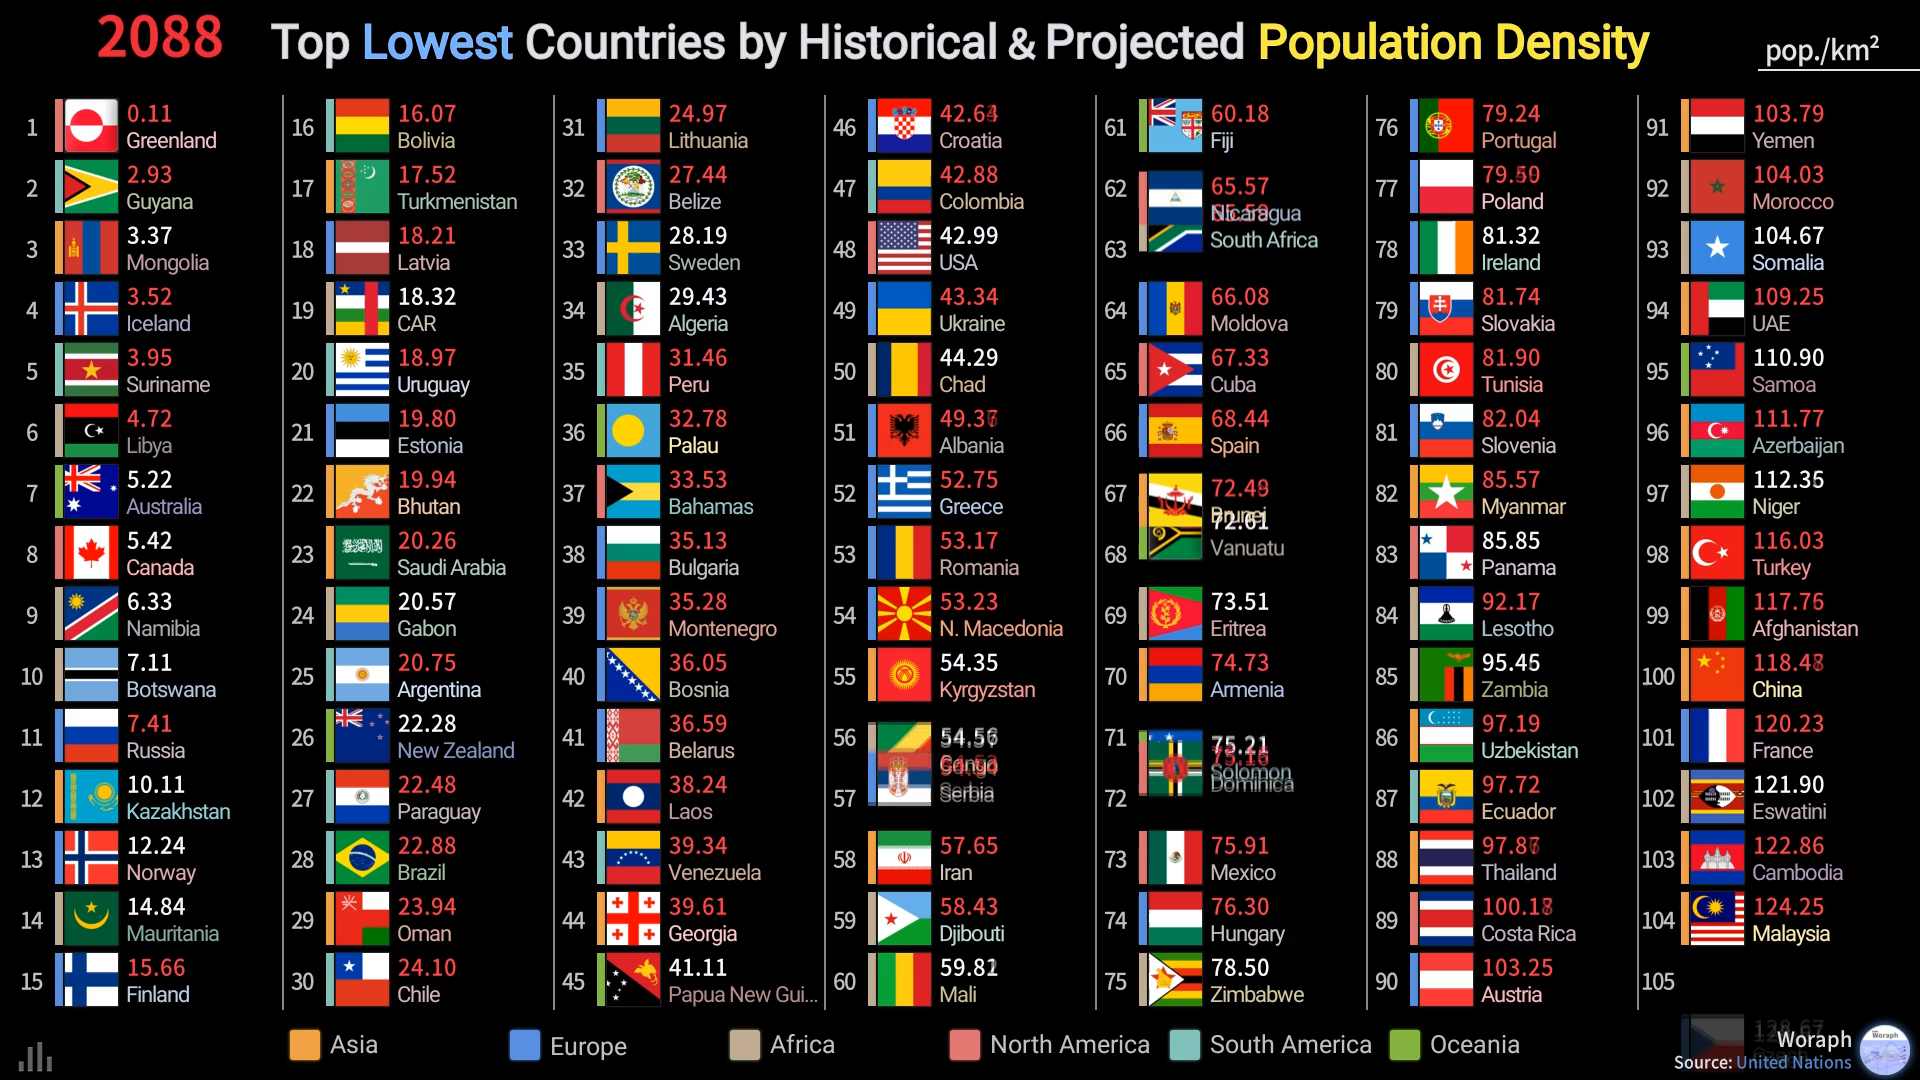 2088
Top Lowest Countries by Historical & Projected Population Density
pop./km²
1 0.11 Greenland
2 2.93 Guyana
3 3.37 Mongolia
4 3.52 Iceland
5 3.95 Suriname
6 4.72 Libya
7 5.22 Australia
8 5.42 Canada
9 6.33 Namibia
10 7.11 Botswana
11 7.41 Russia
12 10.11 Kazakhstan
13 12.24 Norway
14 14.84 Mauritania
15 15.66 Finland
16 16.07 Bolivia
17 17.52 Turkmenistan
18 18.21 Latvia
19 18.32 CAR
20 18.97 Uruguay
21 19.80 Estonia
22 19.94 Bhutan
23 20.26 Saudi Arabia
24 20.57 Gabon
25 20.75 Argentina
26 22.28 New Zealand
27 22.48 Paraguay
28 22.88 Brazil
29 23.94 Oman
30 24.10 Chile
31 24.97 Lithuania
32 27.44 Belize
33 28.19 Sweden
34 29.43 Algeria
35 31.46 Peru
36 32.78 Palau
37 33.53 Bahamas
38 35.13 Bulgaria
39 35.28 Montenegro
40 36.05 Bosnia
41 36.59 Belarus
42 38.24 Laos
43 39.34 Venezuela
44 39.61 Georgia
45 41.11 Papua New Gui...
46 Croatia
47 42.88 Colombia
48 42.99 USA
49 43.34 Ukraine
50 44.29 Chad
51 Albania
52 52.75 Greece
53 53.17 Romania
54 53.23 N. Macedonia
55 54.35 Kyrgyzstan
56 Congo
57 Serbia
58 57.65 Iran
59 58.43 Djibouti
60 Mali
61 60.18 Fiji
62 65.57 Nicaragua
63 South Africa
64 66.08 Moldova
65 67.33 Cuba
66 68.44 Spain
67 Brunei
68 72.61 Vanuatu
69 73.51 Eritrea
70 74.73 Armenia
71 75.21 Solomon
72 Dominica
73 75.91 Mexico
74 76.30 Hungary
75 78.50 Zimbabwe
76 79.24 Portugal
77 Poland
78 81.32 Ireland
79 81.74 Slovakia
80 81.90 Tunisia
81 82.04 Slovenia
82 85.57 Myanmar
83 85.85 Panama
84 92.17 Lesotho
85 Zambia
86 97.19 Uzbekistan
87 97.72 Ecuador
88 Thailand
89 Costa Rica
90 103.25 Austria
91 103.79 Yemen
92 104.03 Morocco
93 104.67 Somalia
94 109.25 UAE
95 110.90 Samoa
96 111.77 Azerbaijan
97 Niger
98 116.03 Turkey
99 Afghanistan
100 China
101 120.23 France
102 121.90 Eswatini
103 122.86 Cambodia
104 124.25 Malaysia
105
Asia Europe Africa North America South America Oceania
Woraph
Source: United Nations